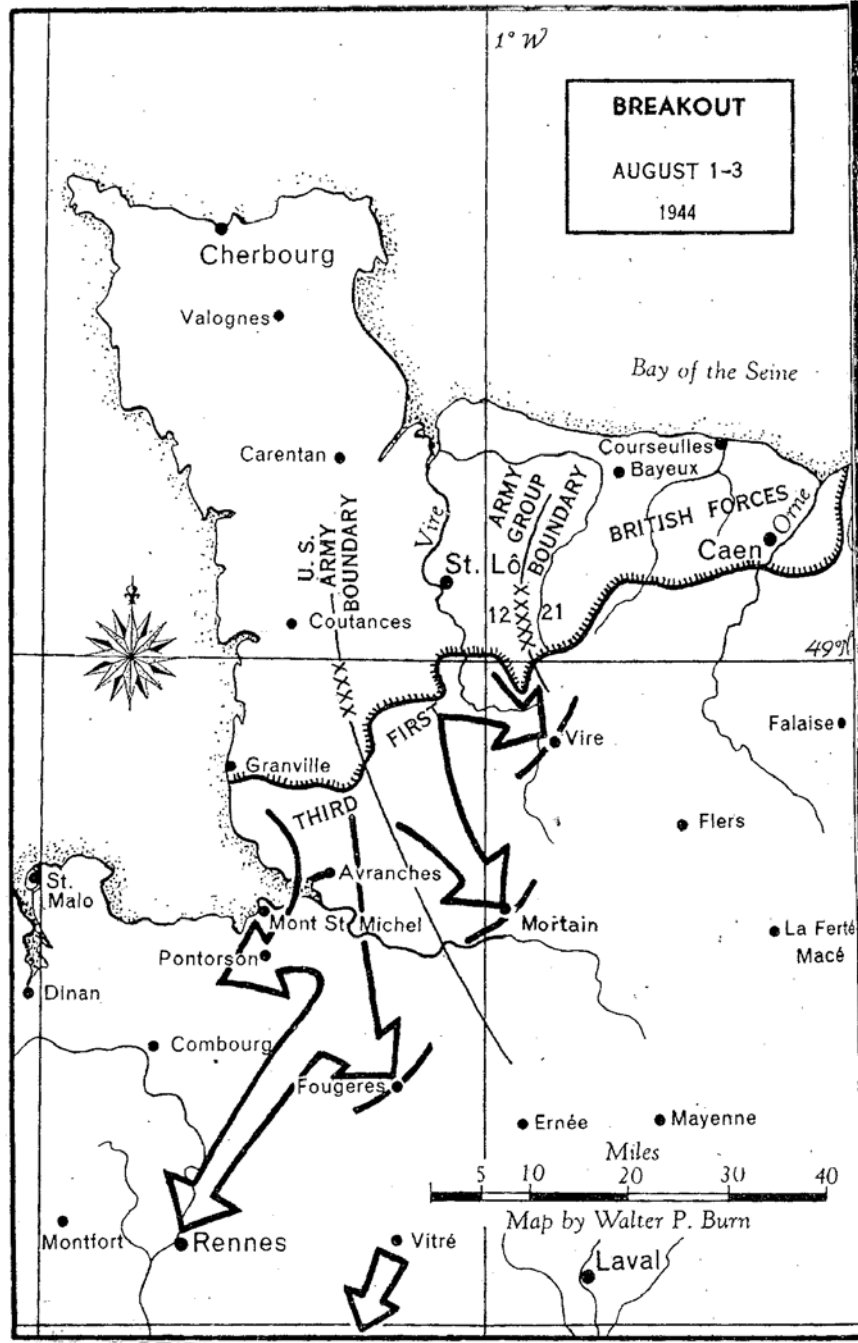 1° W
BREAKOUT
AUGUST 1-3
1944
Cherbourg
Valognes
Bay of the Seine
Carentan
Courseulles
Bayeux
BRITISH FORCES
Orne
Caen
Vire
ARMY
GROUP
BOUNDARY
U.S.
ARMY
BOUNDARY
St. Lô
12
21
XXXXX
Coutances
49°N
XXXX
FIRST
Vire
Falaise
Granville
THIRD
Flers
St.
Malo
Avranches
Mont St. Michel
Mortain
La Ferté
Macé
Pontorson
Dinan
Combourg
Fougeres
Ernée
Mayenne
Miles
5 10 20 30 40
Map by Walter P. Burn
Montfort
Rennes
Vitré
Laval